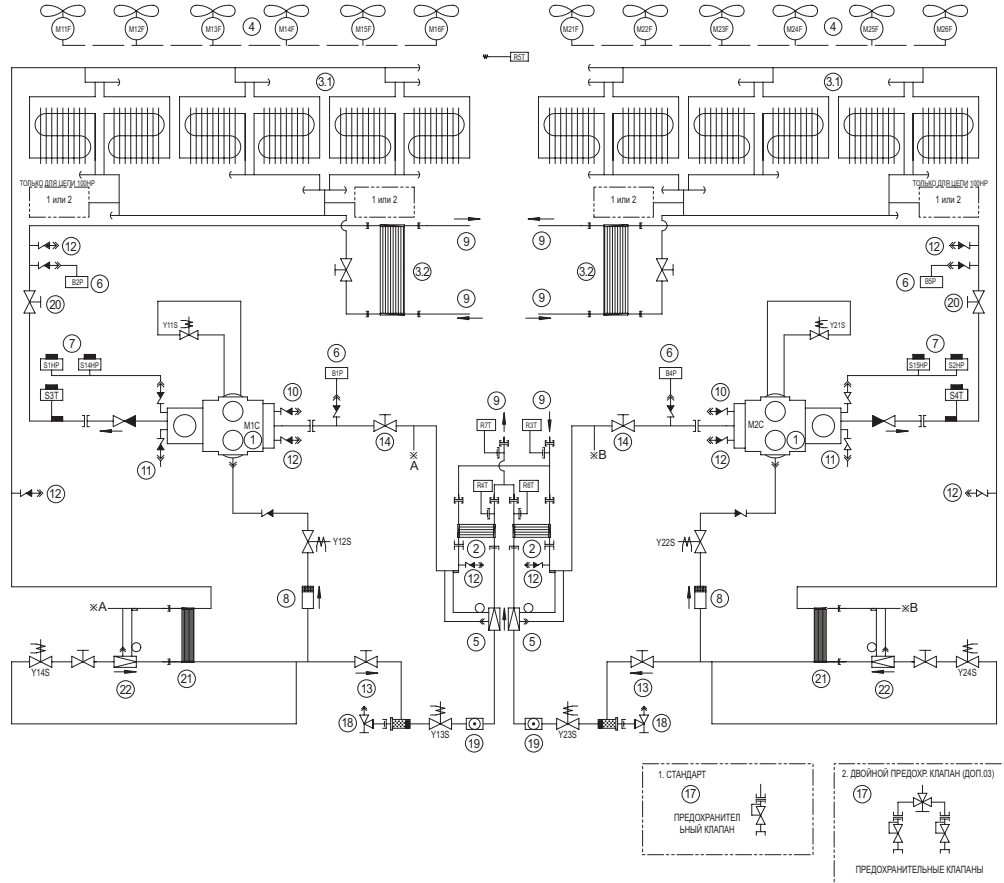 M11F M12F M13F 4 M14F M15F M16F M21F M22F M23F 4 M24F M25F M26F
R5T
3.1 3.1
ТОЛЬКО ДЛЯ ЦЕПИ 100HP ТОЛЬКО ДЛЯ ЦЕПИ 100HP
1 или 2 1 или 2 1 или 2 1 или 2
9 9
12 12
3.2 3.2
B2P 6 6 B5P
20 9 9 20
Y11S Y21S
7 6 6 7
S1HP S14HP B1P B4P S15HP S2HP
S3T 10 9 9 10 S4T
M1C R7T R3T M2C
1 14 14 1
11 12 ※A ※B 12 11
R4T R6T
12 12
Y12S 2 2 Y22S
12 12
8 8
※A ※B
5 5
Y14S 22 21 13 13 21 22 Y24S
18 Y13S 19 19 Y23S 18
1. СТАНДАРТ
17
ПРЕДОХРАНИТЕЛ
ЬНЫЙ КЛАПАН
2. ДВОЙНОЙ ПРЕДОХР. КЛАПАН (ДОП.03)
17
ПРЕДОХРАНИТЕЛЬНЫЕ КЛАПАНЫ